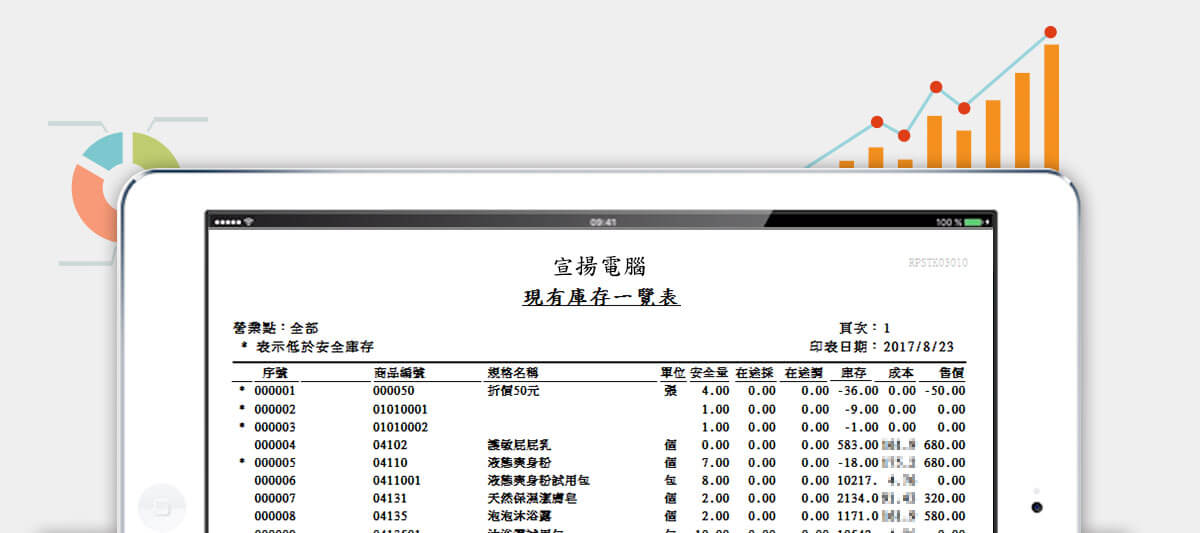 09:41
100 %
宣揚電腦
RPSTK03010
現有庫存一覽表
營業點：全部
頁次：1
* 表示低於安全庫存
印表日期：2017/8/23
序號 商品編號 規格名稱 單位 安全量 在途採 在途調 庫存 成本 售價
* 000001 000050 折價50元 張 4.00 0.00 0.00 -36.00 0.00 -50.00
* 000002 01010001 1.00 0.00 0.00 -9.00 0.00 0.00
* 000003 01010002 1.00 0.00 0.00 -1.00 0.00 0.00
000004 04102 護敏屁屁乳 個 0.00 0.00 0.00 583.00 680.00
* 000005 04110 液態爽身粉 個 7.00 0.00 0.00 -18.00 680.00
000006 0411001 液態爽身粉試用包 包 8.00 0.00 0.00 10217. 0.00
000007 04131 天然保濕潔膚皂 個 2.00 0.00 0.00 2134.0 320.00
000008 04135 泡泡沐浴露 個 2.00 0.00 0.00 1171.0 580.00